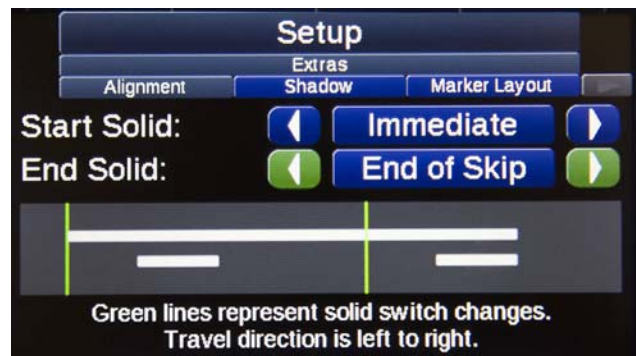 Setup
Extras
Alignment Shadow Marker Layout
Start Solid: Immediate
End Solid: End of Skip
Green lines represent solid switch changes.
Travel direction is left to right.